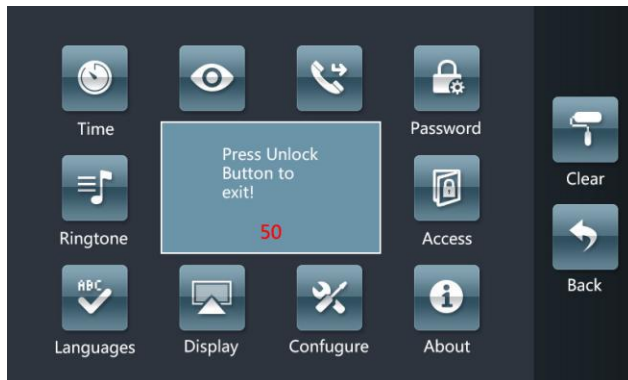 Time
Password
Press Unlock
Button to
exit!
50
Clear
Ringtone
Access
ABC
Languages
Display
Confugure
About
Back